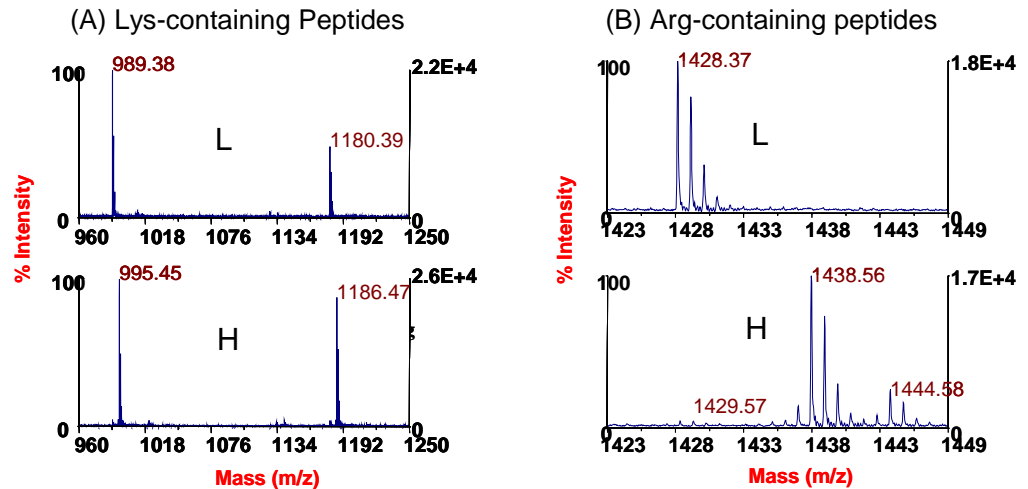 (A) Lys-containing Peptides
(B) Arg-containing peptides
% Intensity
100
989.38
2.2E+4
L
1180.39
0
0
960 1018 1076 1134 1192 1250
100
995.45
2.6E+4
1186.47
H
0
0
960 1018 1076 1134 1192 1250
Mass (m/z)
% Intensity
100
1428.37
1.8E+4
L
0
0
1423 1428 1433 1438 1443 1449
100
1438.56
1.7E+4
H
1444.58
1429.57
0
0
1423 1428 1433 1438 1443 1449
Mass (m/z)